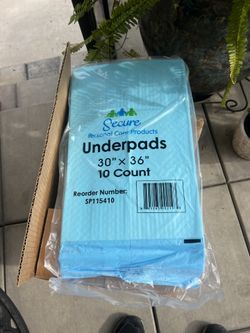 Secure
Personal Care Products
Underpads
30" x 36"
10 Count
Reorder Number:
SP115410